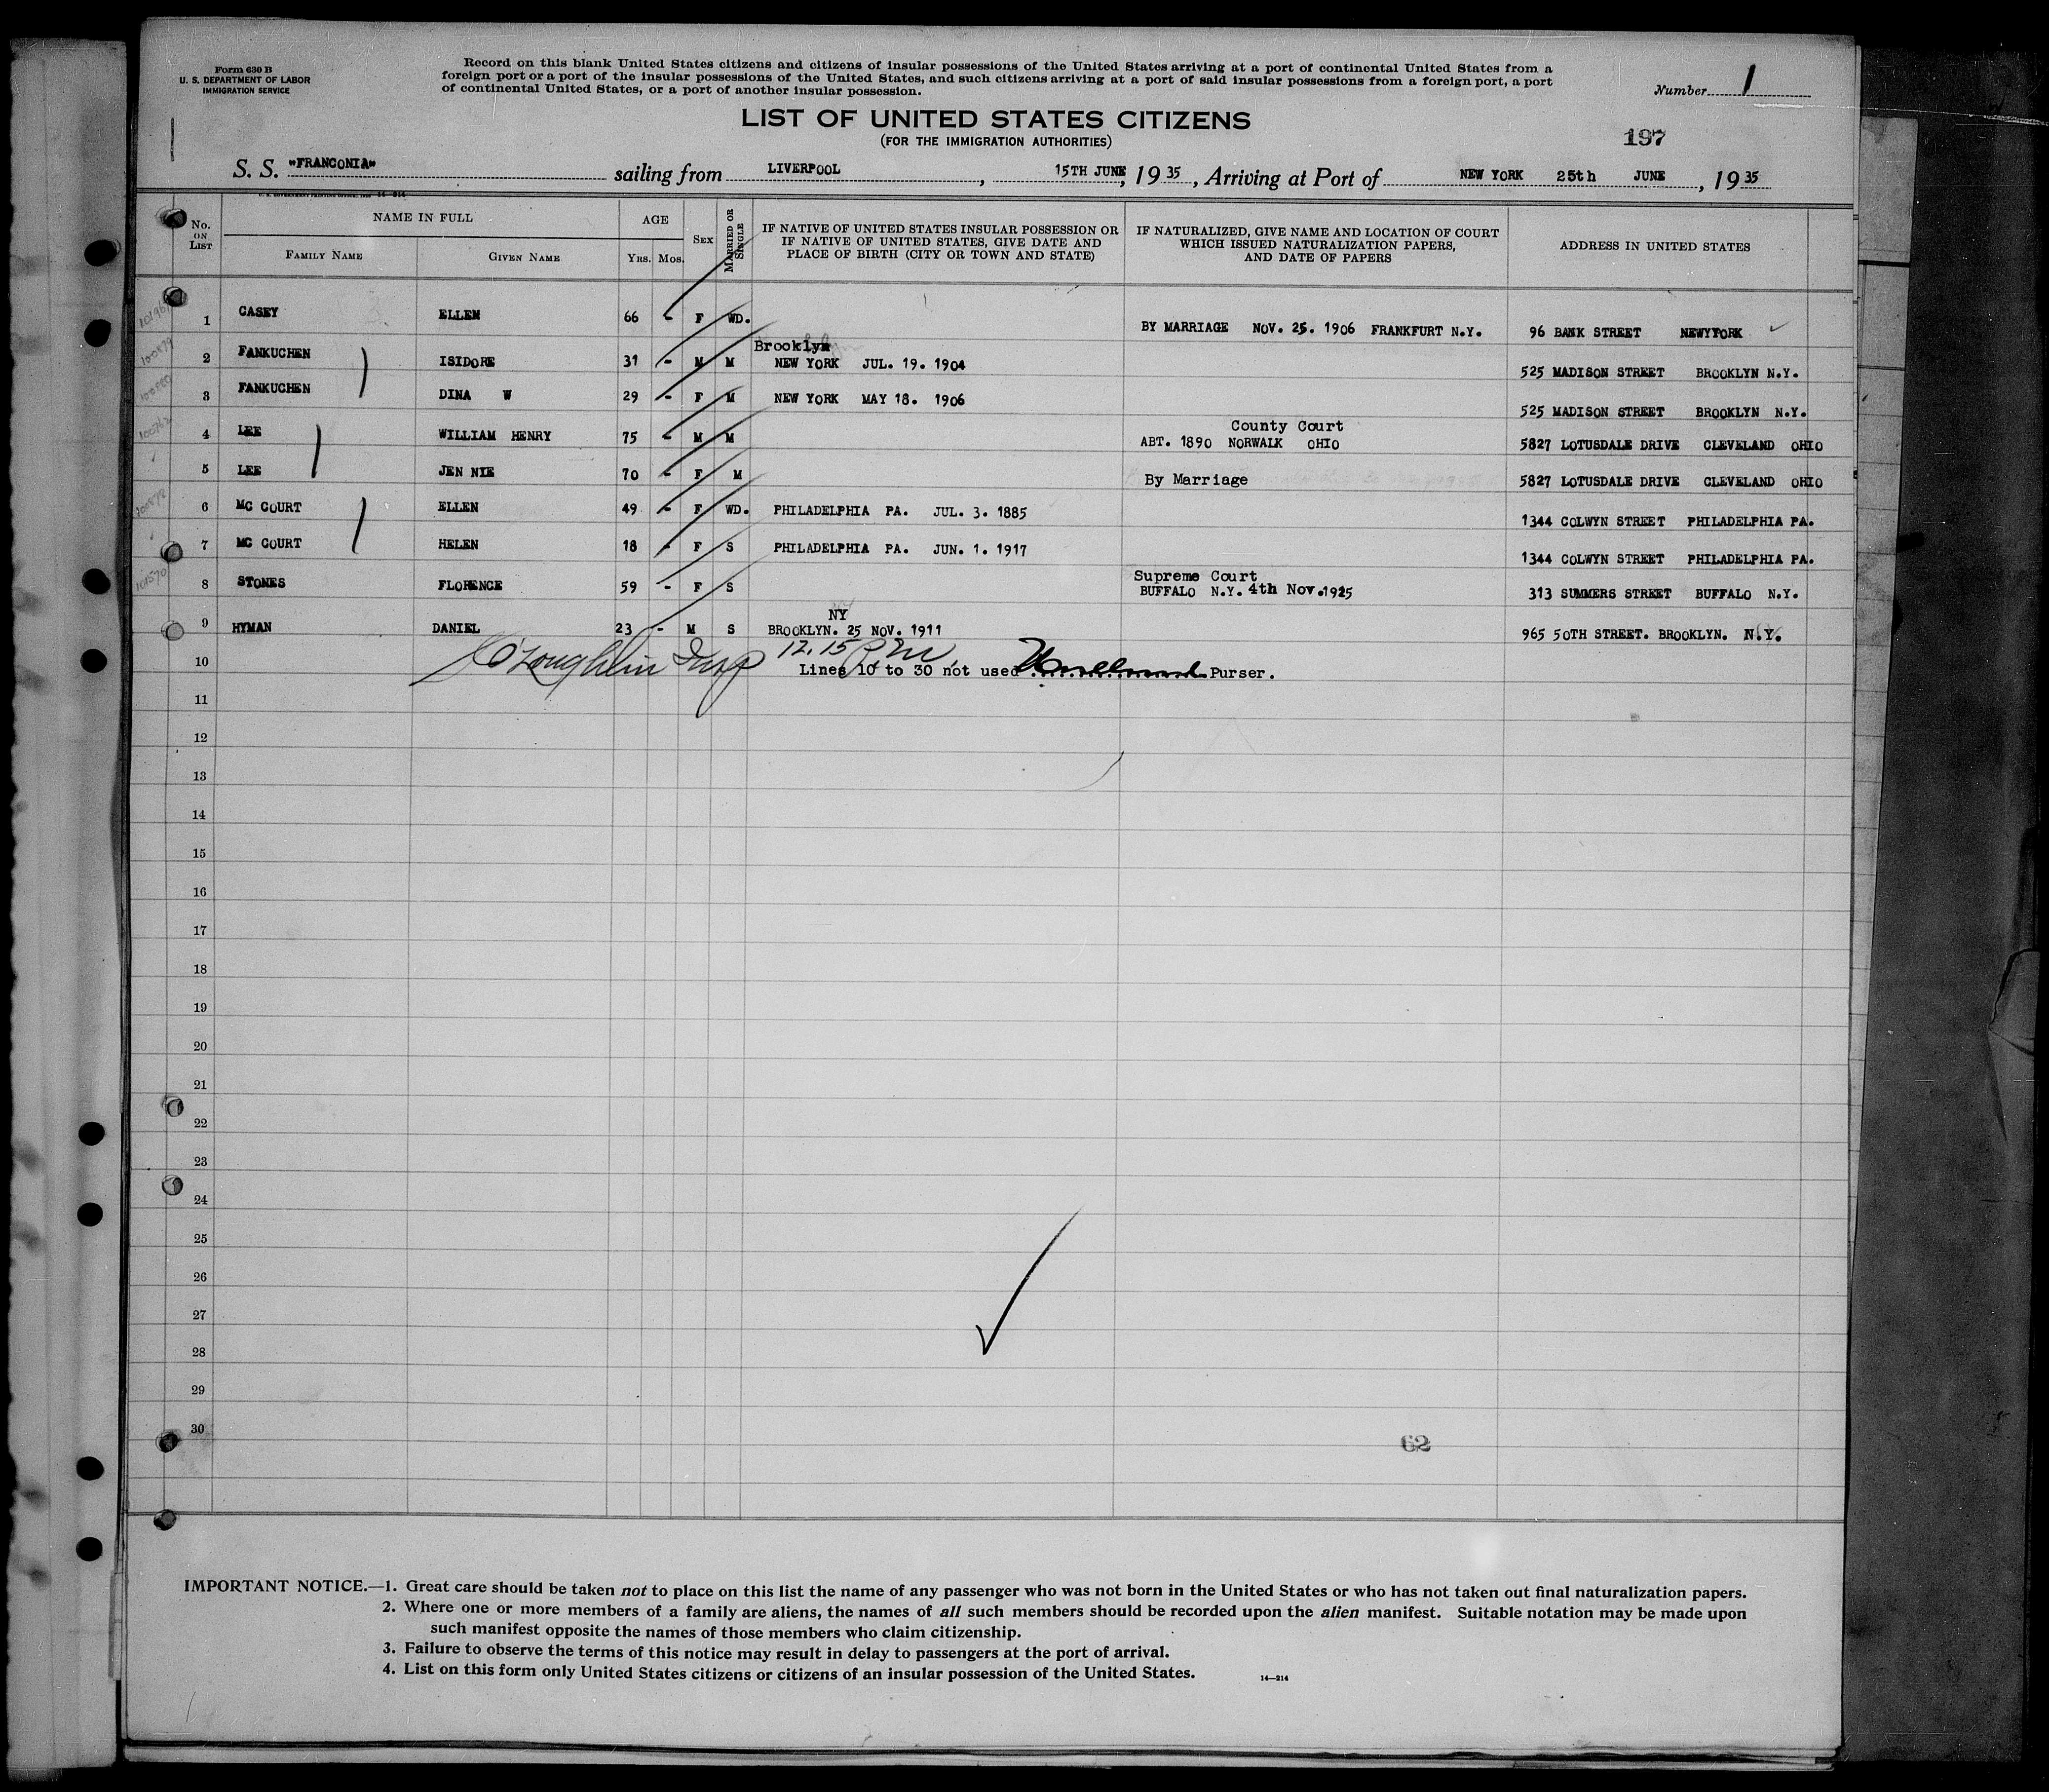 Form 630 B
U. S. DEPARTMENT OF LABOR
IMMIGRATION SERVICE
Record on this blank United States citizens and citizens of insular possessions of the United States arriving at a port of continental United States from a
foreign port or a port of the insular possessions of the United States, and such citizens arriving at a port of said insular possessions from a foreign port, a port
of continental United States, or a port of another insular possession.
Number 1
LIST OF UNITED STATES CITIZENS
(FOR THE IMMIGRATION AUTHORITIES)
197
S. S. "FRANCONIA" sailing from LIVERPOOL, 15TH JUNE, 1935, Arriving at Port of NEW YORK 25th JUNE, 1935
No. ON LIST
NAME IN FULL
FAMILY NAME
GIVEN NAME
AGE
Yrs. Mos.
SEX
MARRIED OR SINGLE
IF NATIVE OF UNITED STATES INSULAR POSSESSION OR
IF NATIVE OF UNITED STATES, GIVE DATE AND
PLACE OF BIRTH (CITY OR TOWN AND STATE)
IF NATURALIZED, GIVE NAME AND LOCATION OF COURT
WHICH ISSUED NATURALIZATION PAPERS,
AND DATE OF PAPERS
ADDRESS IN UNITED STATES
1 CASEY ELLEN 66 - F WD. BY MARRIAGE NOV. 25. 1906 FRANKFURT N.Y. 96 BANK STREET NEWYYORK
Brooklyn
2 FANKUCHEN ISIDORE 31 - M M NEW YORK JUL. 19. 1904 525 MADISON STREET BROOKLYN N.Y.
3 FANKUCHEN DINA W 29 - F M NEW YORK MAY 18. 1906 525 MADISON STREET BROOKLYN N.Y.
County Court
4 LEE WILLIAM HENRY 75 - M M ABT. 1890 NORWALK OHIO 5827 LOTUSDALE DRIVE CLEVELAND OHIO
5 LEE JEN NIE 70 - F M By Marriage 5827 LOTUSDALE DRIVE CLEVELAND OHIO
6 MC COURT ELLEN 49 - F WD. PHILADELPHIA PA. JUL. 3. 1885 1344 COLWYN STREET PHILADELPHIA PA.
7 MC COURT HELEN 18 - F S PHILADELPHIA PA. JUN. 1. 1917 1344 COLWYN STREET PHILADELPHIA PA.
Supreme Court
8 STONES FLORENCE 59 - F S BUFFALO N.Y. 4th Nov. 1925 313 SUMMERS STREET BUFFALO N.Y.
NY
9 HYMAN DANIEL 23 - M S BROOKLYN. 25 NOV. 1911 965 50TH STREET. BROOKLYN. N.Y.
O'Loughlin Insp 12.15 PM
10 Lines 10 to 30 not used Purser.
11
12
13
14
15
16
17
18
19
20
21
22
23
24
25
26
27
28
29
30
62
IMPORTANT NOTICE.—1. Great care should be taken not to place on this list the name of any passenger who was not born in the United States or who has not taken out final naturalization papers.
2. Where one or more members of a family are aliens, the names of all such members should be recorded upon the alien manifest. Suitable notation may be made upon
such manifest opposite the names of those members who claim citizenship.
3. Failure to observe the terms of this notice may result in delay to passengers at the port of arrival.
4. List on this form only United States citizens or citizens of an insular possession of the United States.
14—214